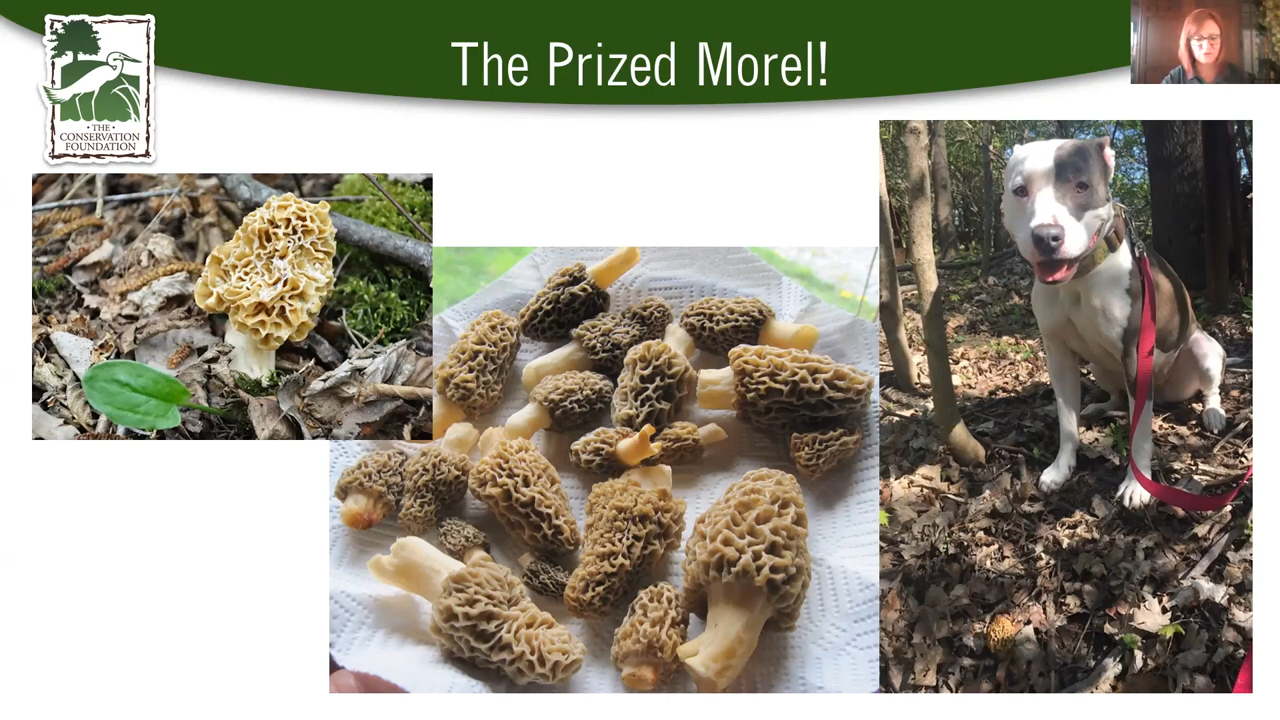 The Prized Morel!
• THE •
CONSERVATION
FOUNDATION